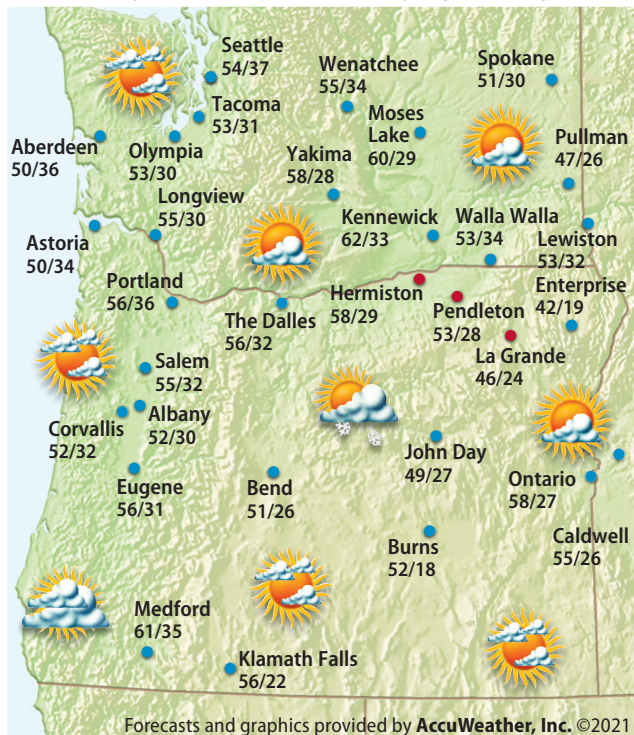 Seattle
54/37
Wenatchee
55/34
Spokane
51/30
Tacoma
53/31
Moses
Lake
60/29
Aberdeen
50/36
Olympia
53/30
Yakima
58/28
Pullman
47/26
Longview
55/30
Kennewick
62/33
Walla Walla
53/34
Lewiston
53/32
Astoria
50/34
Portland
56/36
The Dalles
56/32
Hermiston
58/29
Pendleton
53/28
Enterprise
42/19
La Grande
46/24
Salem
55/32
Albany
52/30
Corvallis
52/32
John Day
49/27
Ontario
58/27
Eugene
56/31
Bend
51/26
Burns
52/18
Caldwell
55/26
Medford
61/35
Klamath Falls
56/22
Forecasts and graphics provided by AccuWeather, Inc. ©2021